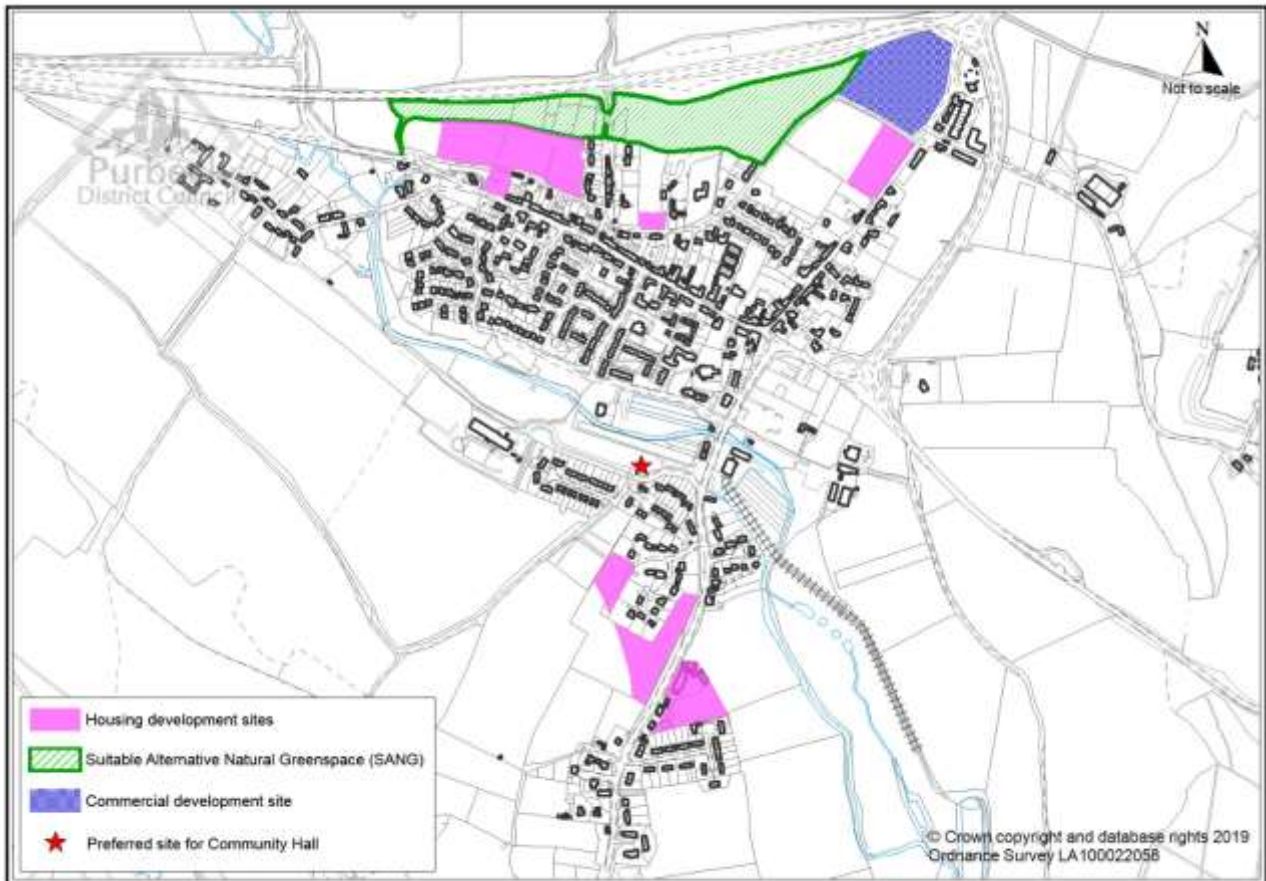 N
Not to scale
Purbeck
District Council
Housing development sites
Suitable Alternative Natural Greenspace (SANG)
Commercial development site
Preferred site for Community Hall
© Crown copyright and database rights 2019
Ordnance Survey LA100022058